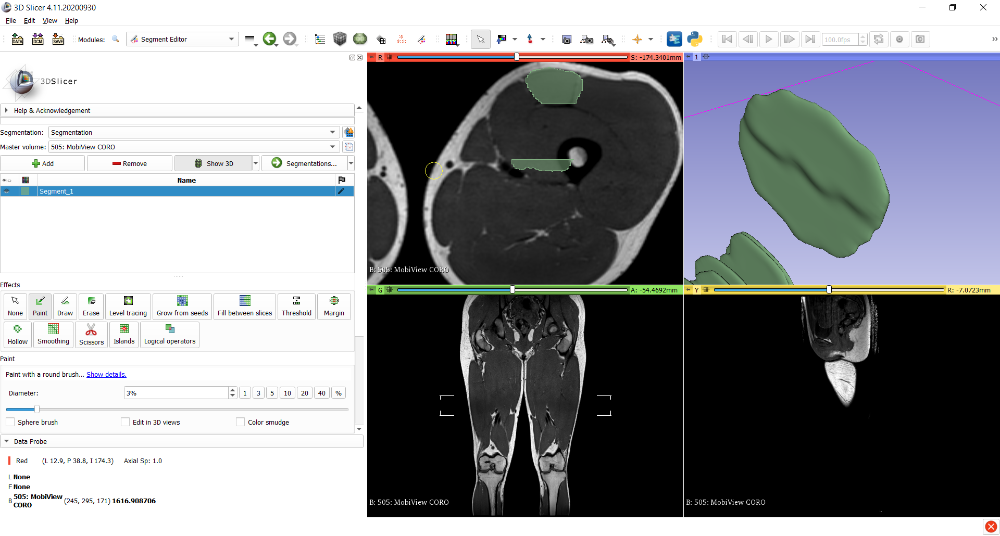 3D Slicer 4.11.20200930
File Edit View Help
DATA DCM SAVE Modules: Segment Editor 100.0fps
R S: -174.3401mm 1
3DSlicer
Help & Acknowledgement
Segmentation: Segmentation
Master volume: 505: MobiView CORO
Add Remove Show 3D Segmentations...
Name
Segment_1
B: 505: MobiView CORO
Effects
G A: -54.4692mm Y R: -7.0723mm
None Paint Draw Erase Level tracing Grow from seeds Fill between slices Threshold Margin
Hollow Smoothing Scissors Islands Logical operators
Paint
Paint with a round brush... Show details.
Diameter: 3% 1 3 5 10 20 40 %
Sphere brush Edit in 3D views Color smudge
Data Probe
Red (L 12.9, P 38.8, I 174.3) Axial Sp: 1.0
L None
F None
B 505: MobiView CORO (245, 295, 171) 1616.908706
B: 505: MobiView CORO B: 505: MobiView CORO